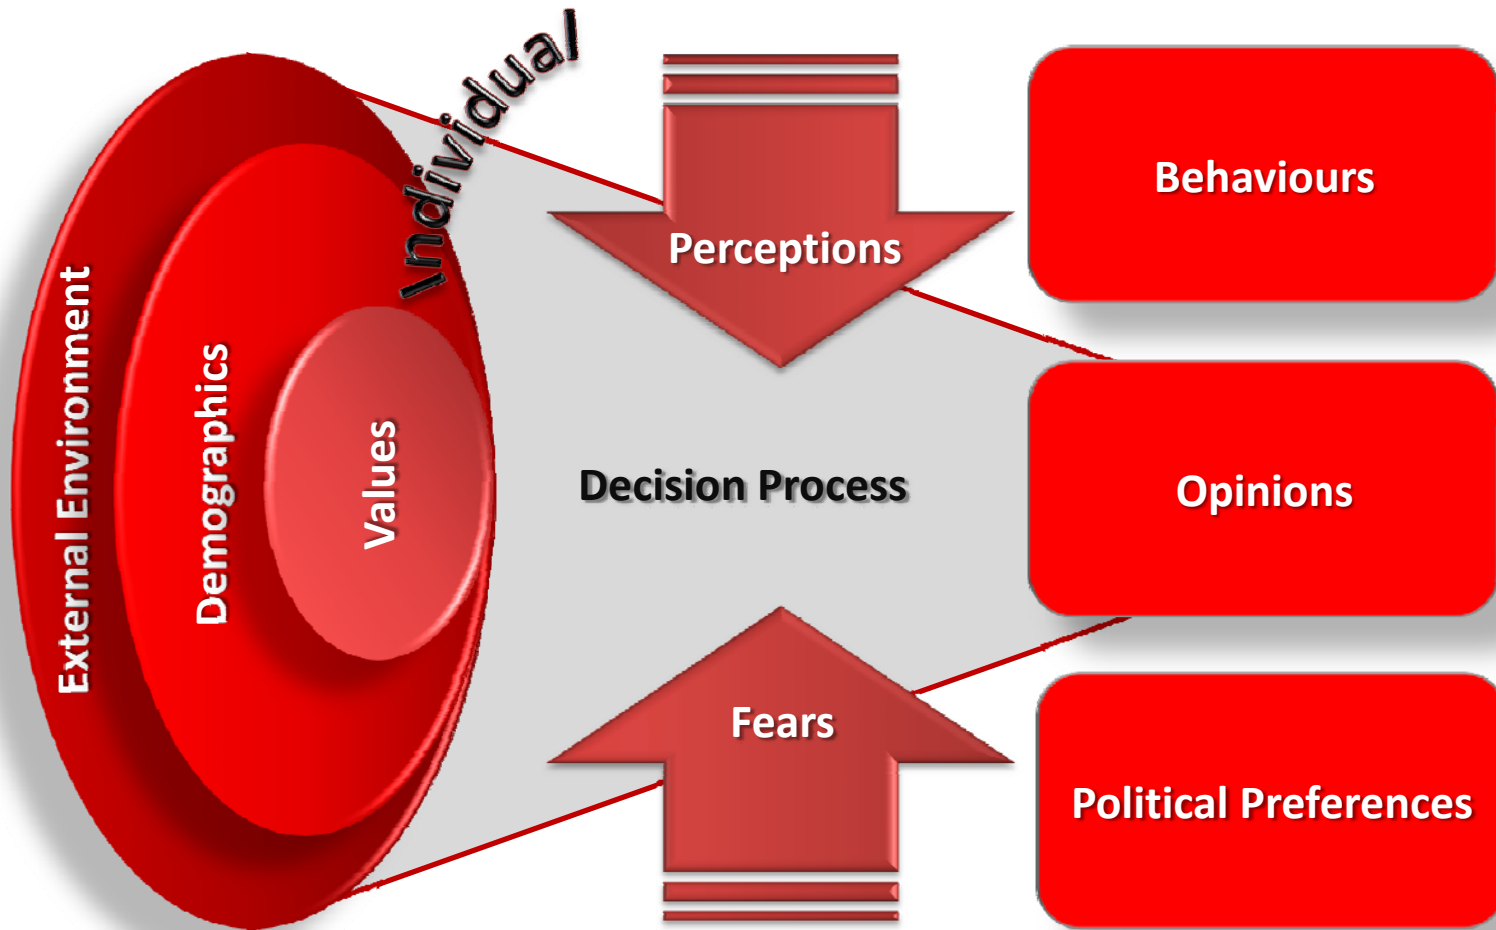 Individual
External Environment
Demographics
Values
Perceptions
Decision Process
Fears
Behaviours
Opinions
Political Preferences